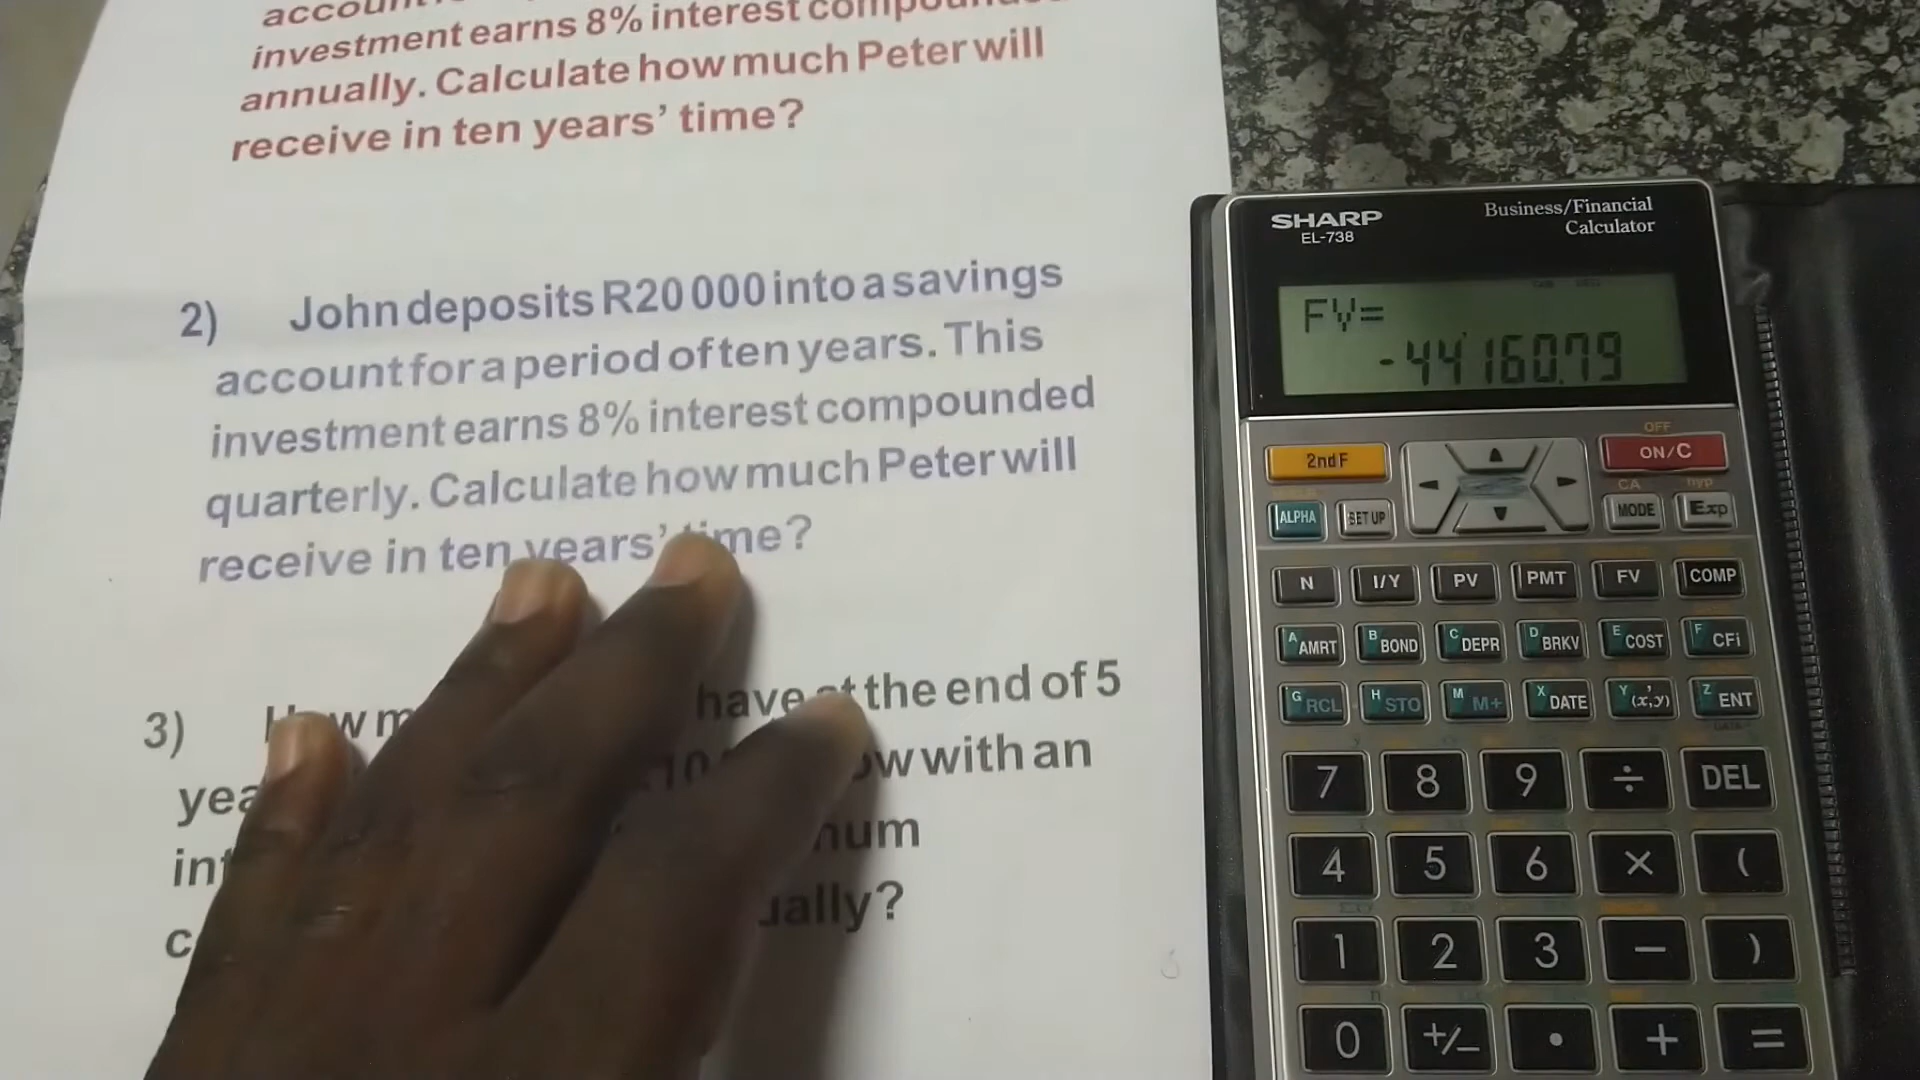 investment earns 8% interest
annually. Calculate how much Peter will
receive in ten years' time?
2) John deposits R20 000 into a savings
account for a period of ten years. This
investment earns 8% interest compounded
quarterly. Calculate how much Peter will
receive in ten years' time?
3) have at the end of 5
with an
ually?
SHARP
EL-738
Business/Financial
Calculator
FV=
-44'160.79
OFF
2ndF
ON/C
CA hyp
ALPHA SET UP MODE Exp
N I/Y PV PMT FV COMP
A AMRT B BOND C DEPR D BRKV E COST F CFi
G RCL H STO M M+ X DATE Y (x',y') Z ENT
7 8 9 ÷ DEL
4 5 6 × (
1 2 3 − )
0 +/− • + =